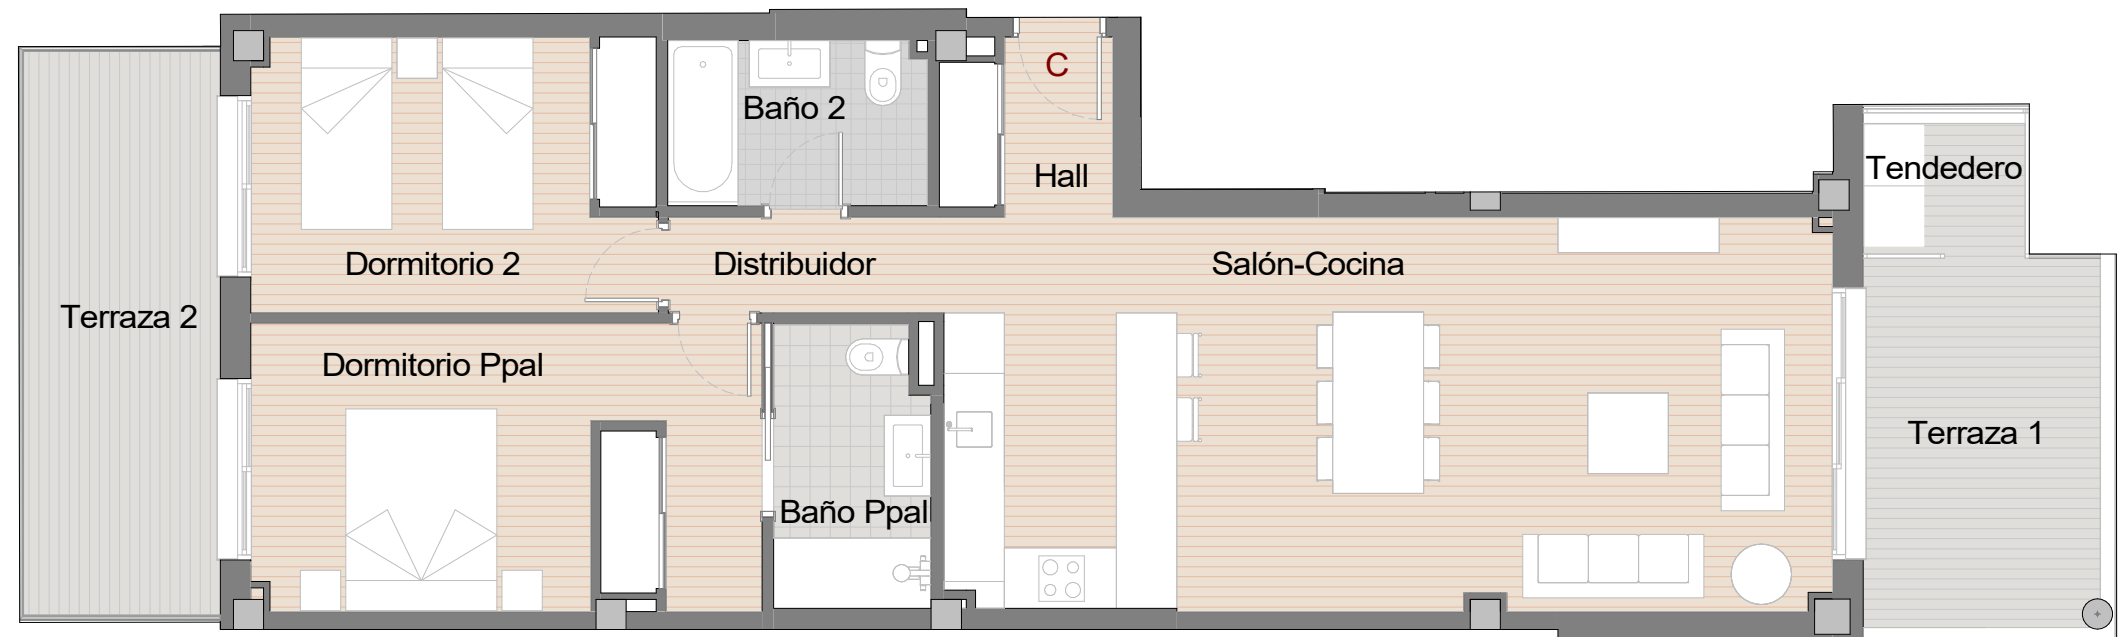 C
Baño 2
Hall
Tendedero
Dormitorio 2
Distribuidor
Salón-Cocina
Terraza 2
Dormitorio Ppal
Terraza 1
Baño Ppal